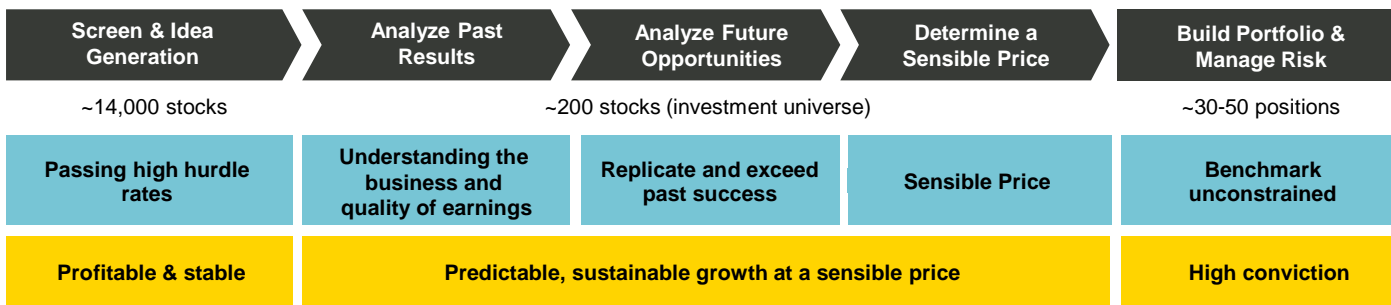 Screen & Idea
Generation
Analyze Past
Results
Analyze Future
Opportunities
Determine a
Sensible Price
Build Portfolio &
Manage Risk
~14,000 stocks
~200 stocks (investment universe)
~30-50 positions
Passing high hurdle
rates
Understanding the
business and
quality of earnings
Replicate and exceed
past success
Sensible Price
Benchmark
unconstrained
Profitable & stable
Predictable, sustainable growth at a sensible price
High conviction